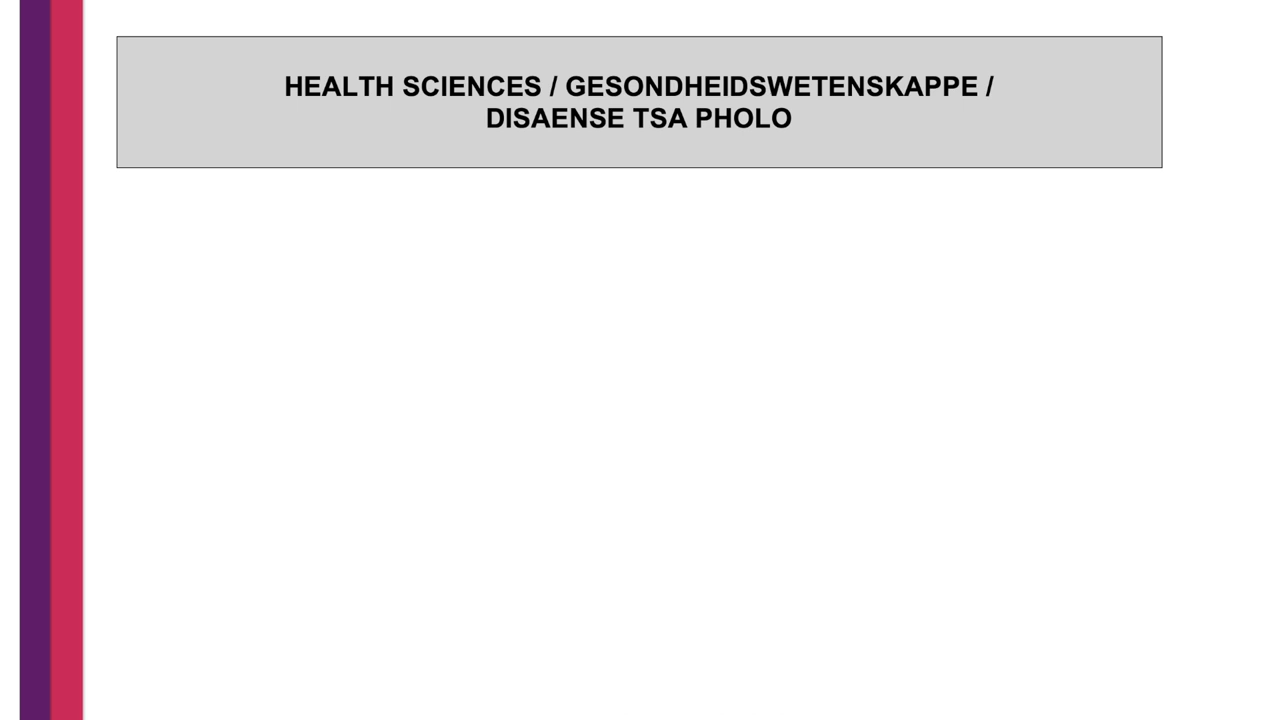 HEALTH SCIENCES / GESONDHEIDSWETENSKAPPE /
DISAENSE TSA PHOLO